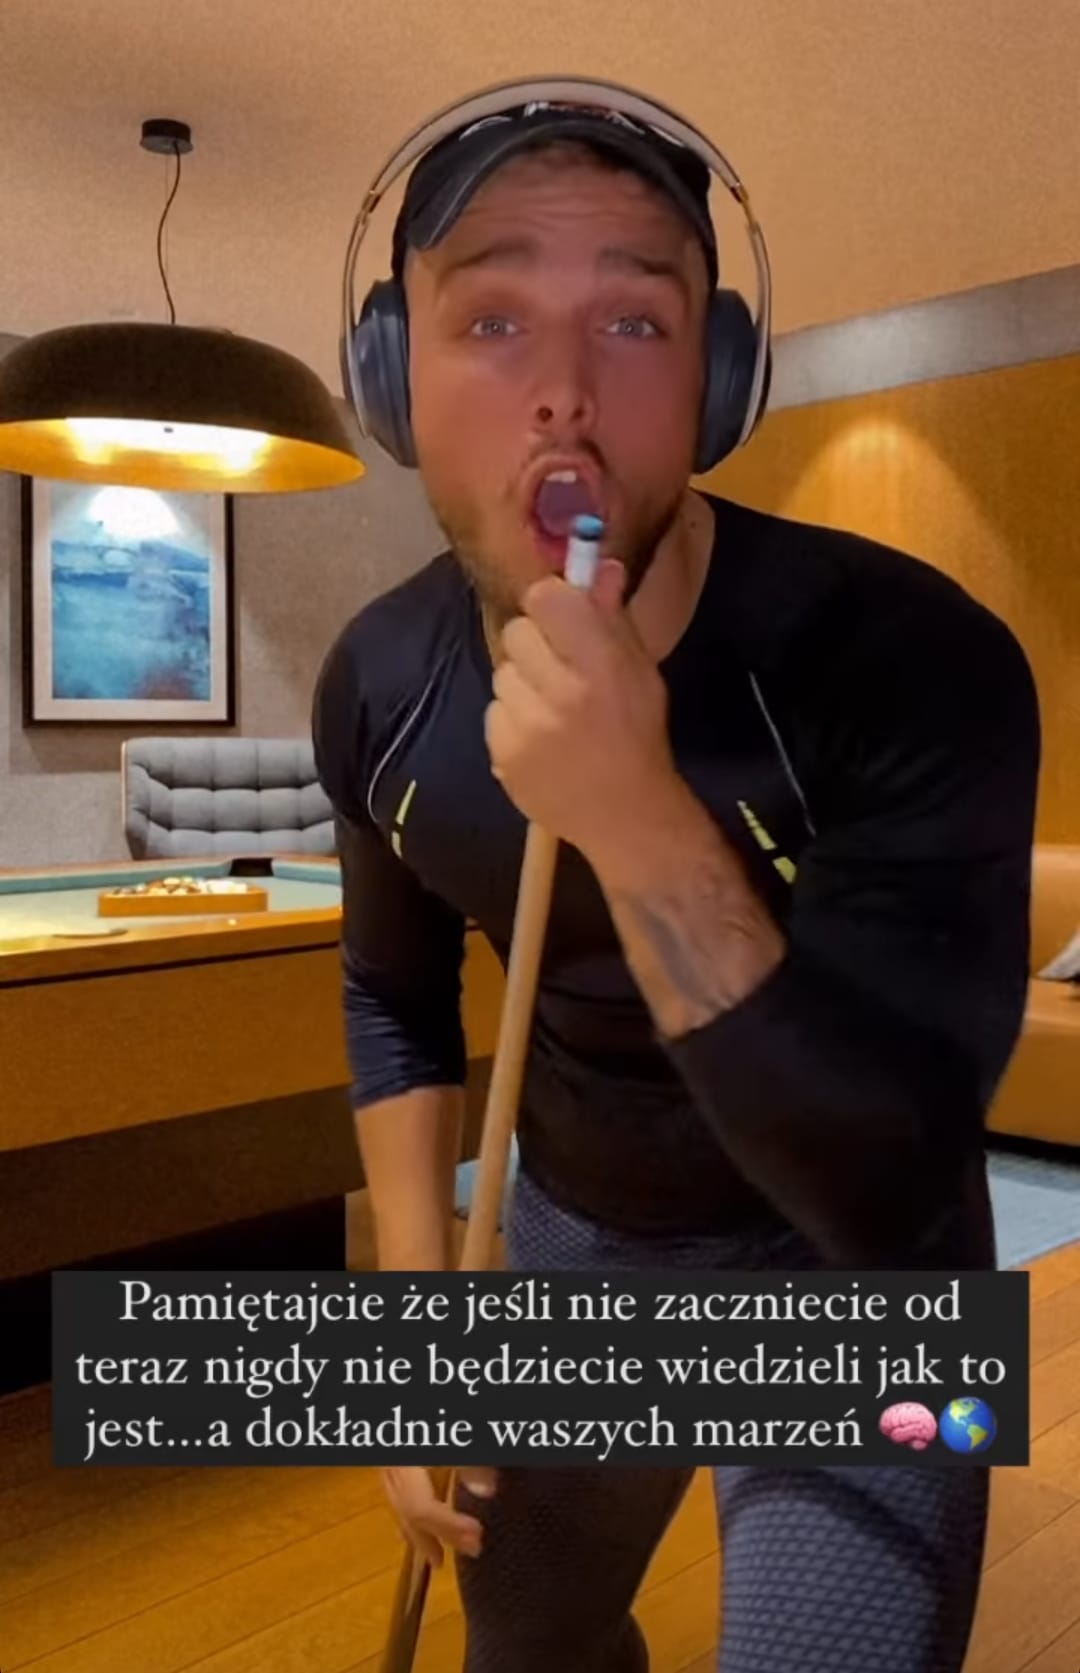 Pamiętajcie że jeśli nie zaczniecie od
teraz nigdy nie będziecie wiedzieli jak to
jest...a dokładnie waszych marzeń 🧠🌎